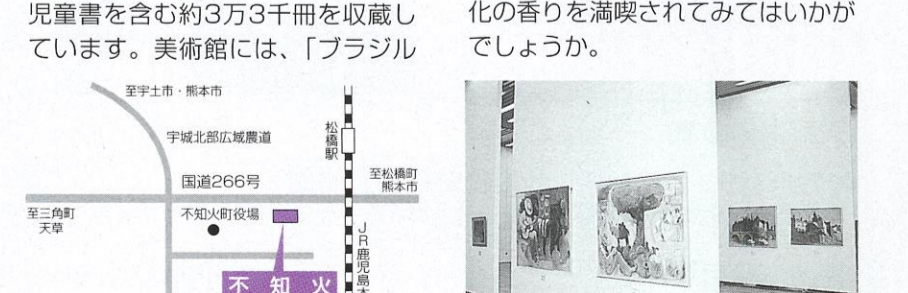 児童書を含む約3万3千冊を収蔵し
ています。美術館には、「ブラジル
化の香りを満喫されてみてはいかが
でしょうか。
至宇土市・熊本市
宇城北部広域農道
松橋駅
国道266号
至松橋町
熊本市
至三角町
天草
不知火町役場
JR鹿児島本
不知火